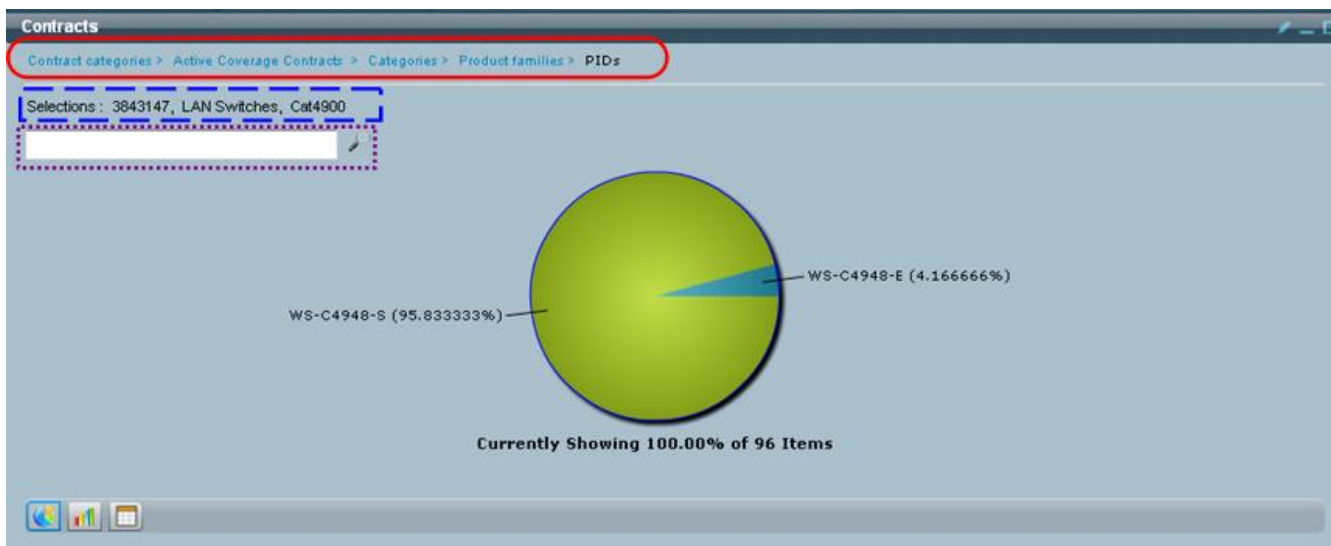 Contracts
Contract categories > Active Coverage Contracts > Categories > Product families > PIDs
Selections : 3843147, LAN Switches, Cat4900
WS-C4948-E (4.166666%)
WS-C4948-S (95.833333%)
Currently Showing 100.00% of 96 Items